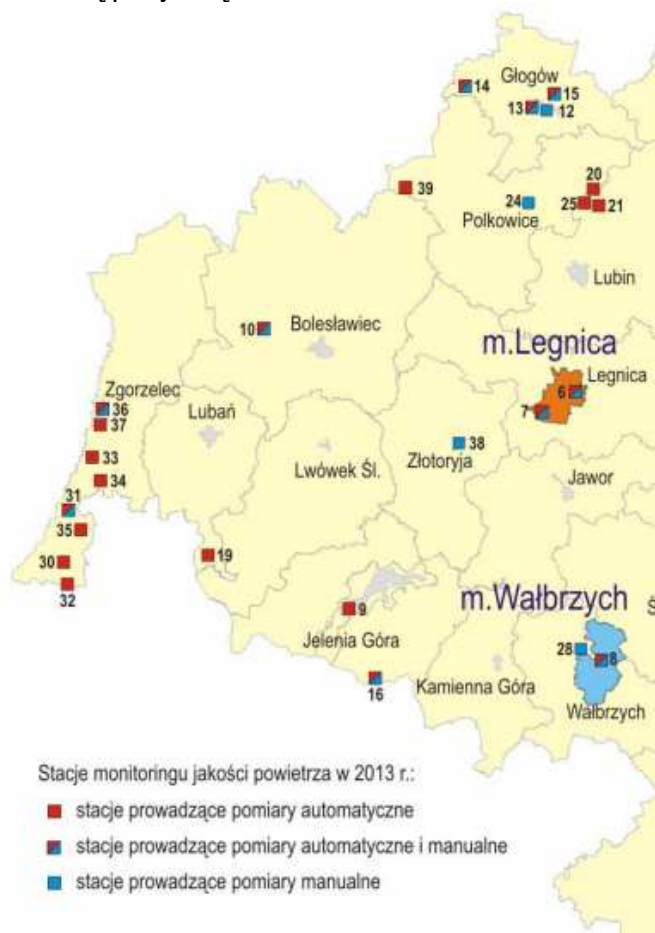 Głogów
14
15
13
12
20
39
24
25
21
Polkowice
Lubin
10
Bolesławiec
m.Legnica
Legnica
6
7
Zgorzelec
36
37
Lubań
38
33
Lwówek Śl.
Złotoryja
34
Jawor
31
35
19
30
32
9
m.Wałbrzych
Jelenia Góra
28
8
16
Kamienna Góra
Wałbrzych
Stacje monitoringu jakości powietrza w 2013 r.:
stacje prowadzące pomiary automatyczne
stacje prowadzące pomiary automatyczne i manualne
stacje prowadzące pomiary manualne